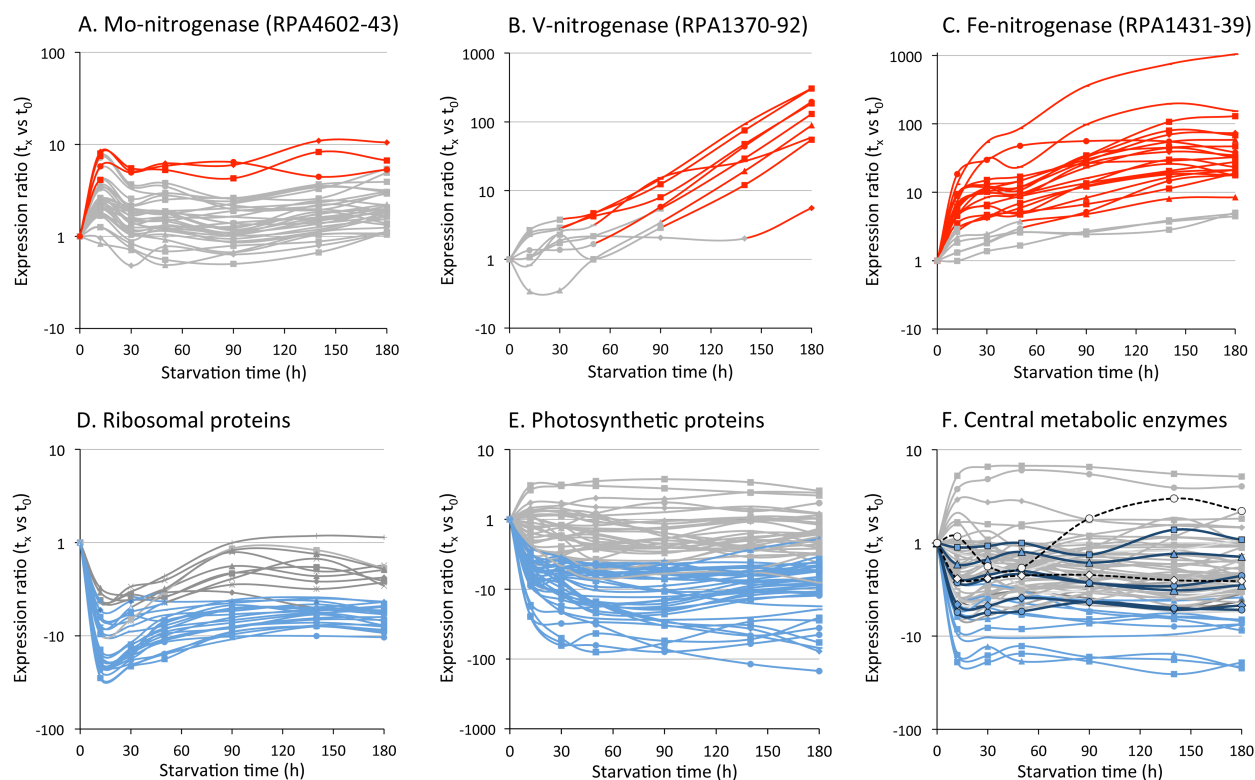 A. Mo-nitrogenase (RPA4602-43)
100
10
1
-10
0 30 60 90 120 150 180
Expression ratio (tx vs t0)
Starvation time (h)
B. V-nitrogenase (RPA1370-92)
1000
100
10
1
-10
0 30 60 90 120 150 180
Expression ratio (tx vs t0)
Starvation time (h)
C. Fe-nitrogenase (RPA1431-39)
1000
100
10
1
-10
0 30 60 90 120 150 180
Expression ratio (tx vs t0)
Starvation time (h)
D. Ribosomal proteins
10
1
-10
-100
0 30 60 90 120 150 180
Expression ratio (tx vs t0)
Starvation time (h)
E. Photosynthetic proteins
10
1
-10
-100
-1000
0 30 60 90 120 150 180
Expression ratio (tx vs t0)
Starvation time (h)
F. Central metabolic enzymes
10
1
-10
-100
0 30 60 90 120 150 180
Expression ratio (tx vs t0)
Starvation time (h)